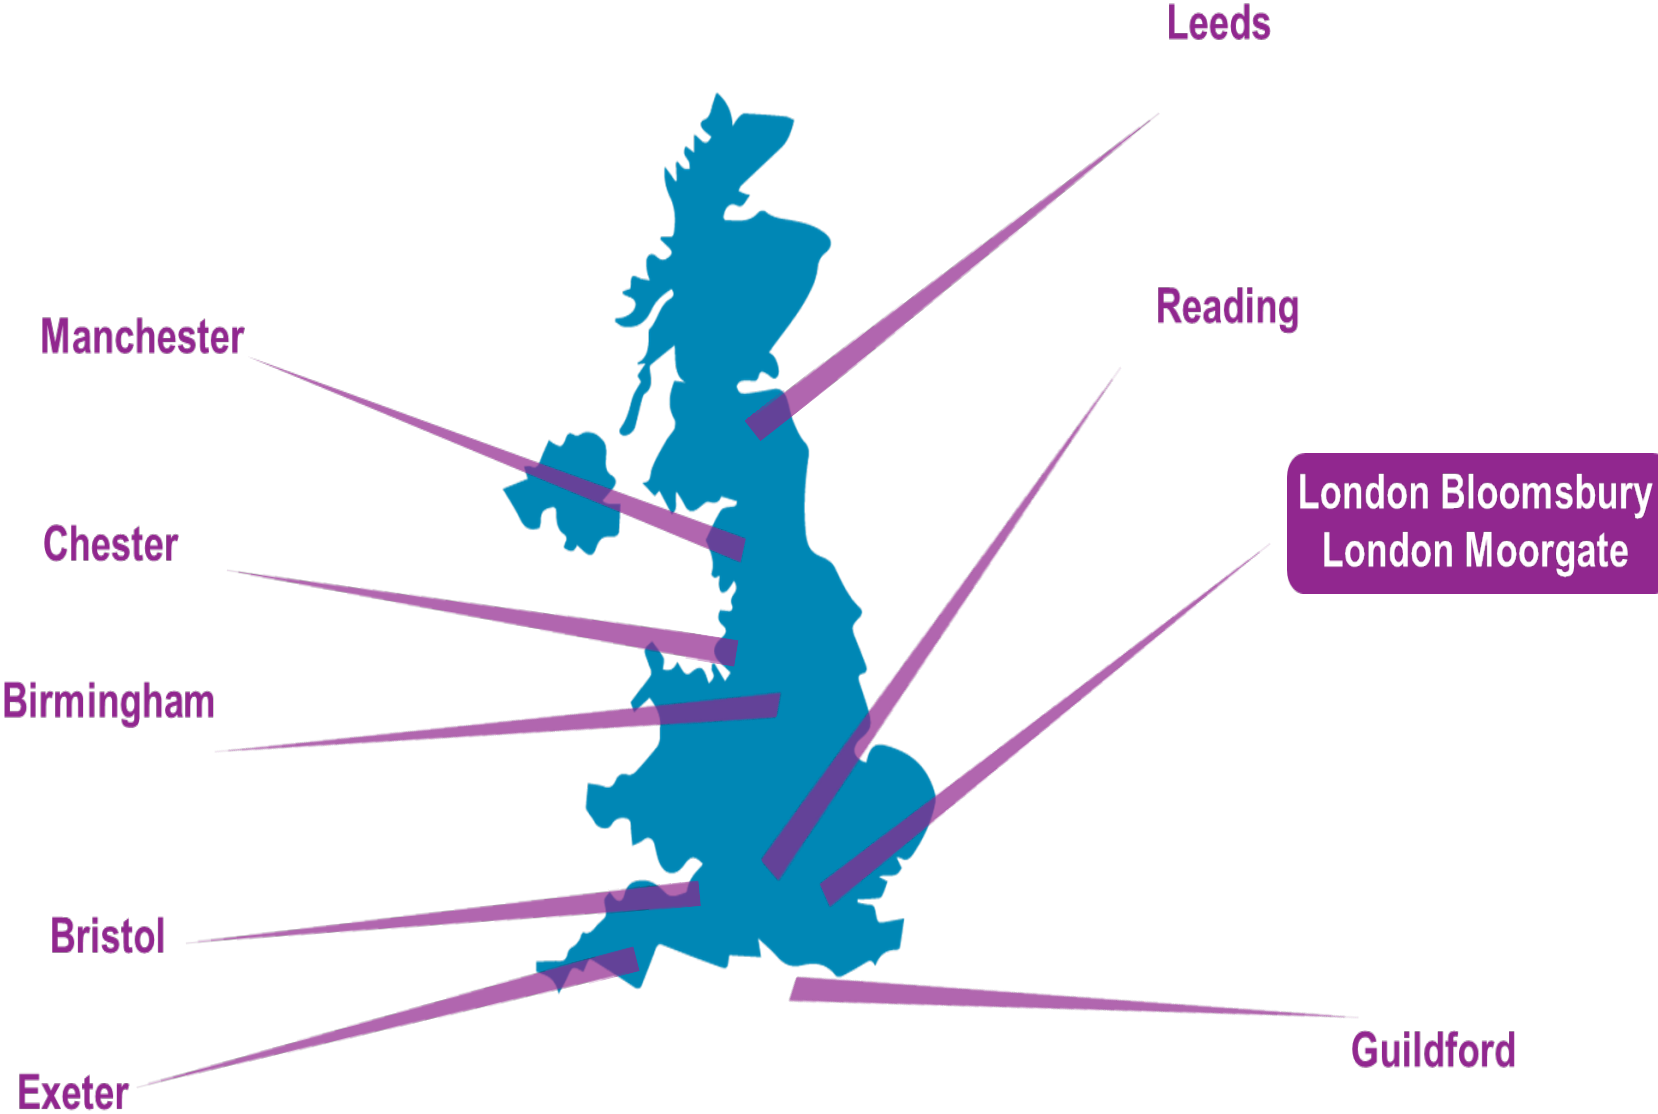 Leeds
Reading
Manchester
London Bloomsbury
London Moorgate
Chester
Birmingham
Bristol
Guildford
Exeter